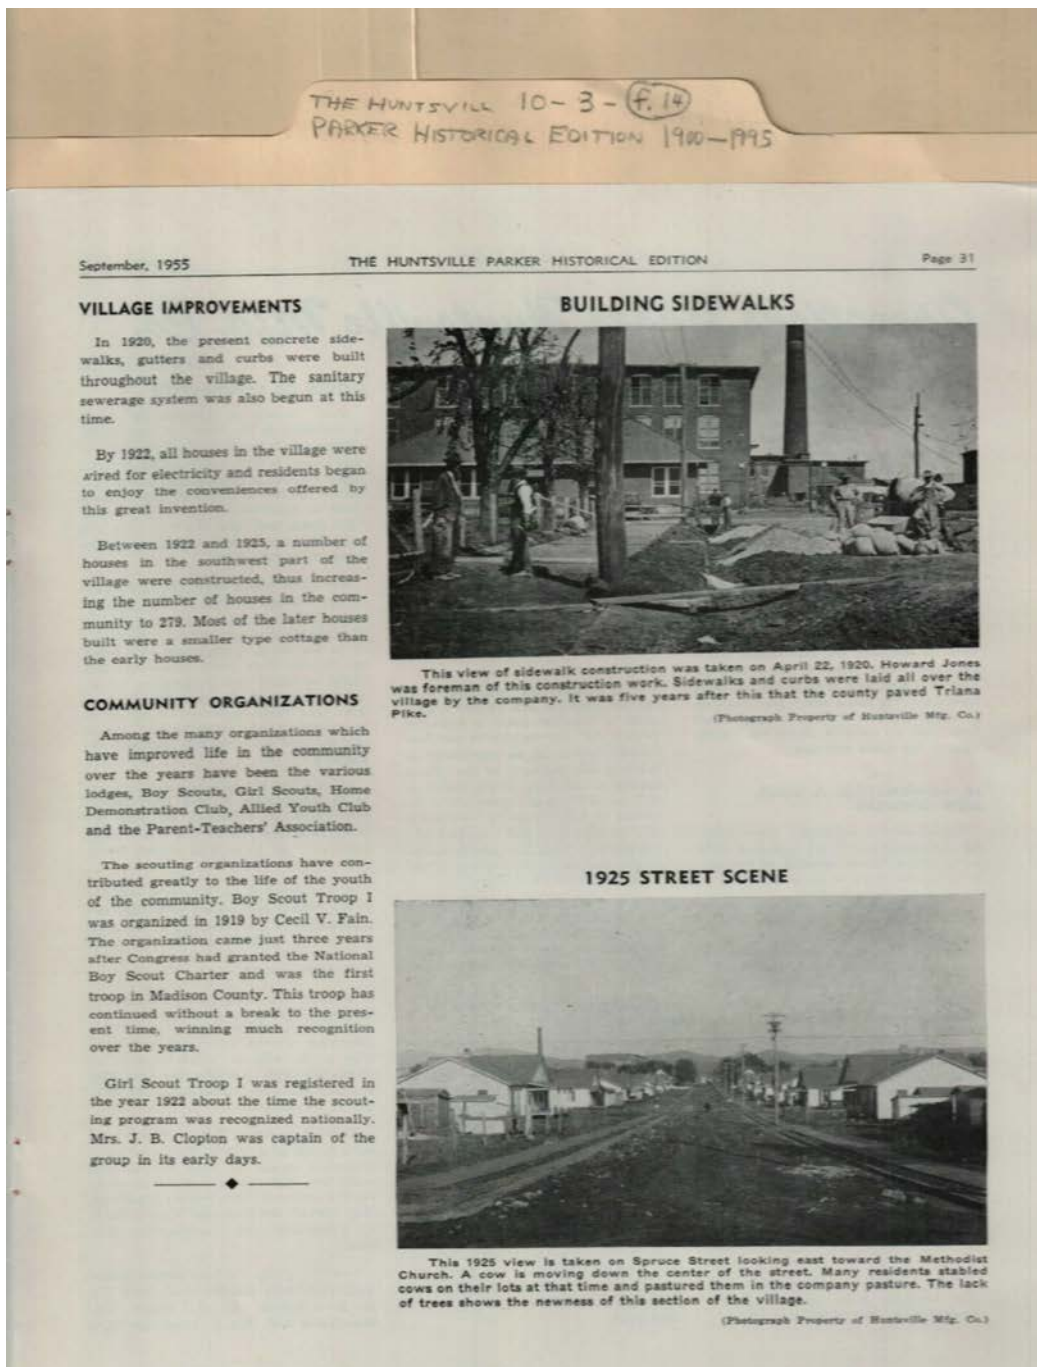 THE HUNTSVILL 10-3-f.14
PARKER HISTORICAL EDITION 1900-1995
September, 1955
THE HUNTSVILLE PARKER HISTORICAL EDITION
Page 31
VILLAGE IMPROVEMENTS
In 1920, the present concrete side-
walks, gutters and curbs were built
throughout the village. The sanitary
sewerage system was also begun at this
time.
By 1922, all houses in the village were
wired for electricity and residents began
to enjoy the conveniences offered by
this great invention.
Between 1922 and 1925, a number of
houses in the southwest part of the
village were constructed, thus increas-
ing the number of houses in the com-
munity to 279. Most of the later houses
built were a smaller type cottage than
the early houses.
COMMUNITY ORGANIZATIONS
Among the many organizations which
have improved life in the community
over the years have been the various
lodges, Boy Scouts, Girl Scouts, Home
Demonstration Club, Allied Youth Club
and the Parent-Teachers' Association.
The scouting organizations have con-
tributed greatly to the life of the youth
of the community. Boy Scout Troop I
was organized in 1919 by Cecil V. Fain.
The organization came just three years
after Congress had granted the National
Boy Scout Charter and was the first
troop in Madison County. This troop has
continued without a break to the pres-
ent time, winning much recognition
over the years.
Girl Scout Troop I was registered in
the year 1922 about the time the scout-
ing program was recognized nationally.
Mrs. J. B. Clopton was captain of the
group in its early days.
BUILDING SIDEWALKS
This view of sidewalk construction was taken on April 22, 1920. Howard Jones
was foreman of this construction work. Sidewalks and curbs were laid all over the
village by the company. It was five years after this that the county paved Triana
Pike.
(Photograph Property of Huntsville Mfg. Co.)
1925 STREET SCENE
This 1925 view is taken on Spruce Street looking east toward the Methodist
Church. A cow is moving down the center of the street. Many residents stabled
cows on their lots at that time and pastured them in the company pasture. The lack
of trees shows the newness of this section of the village.
(Photograph Property of Huntsville Mfg. Co.)